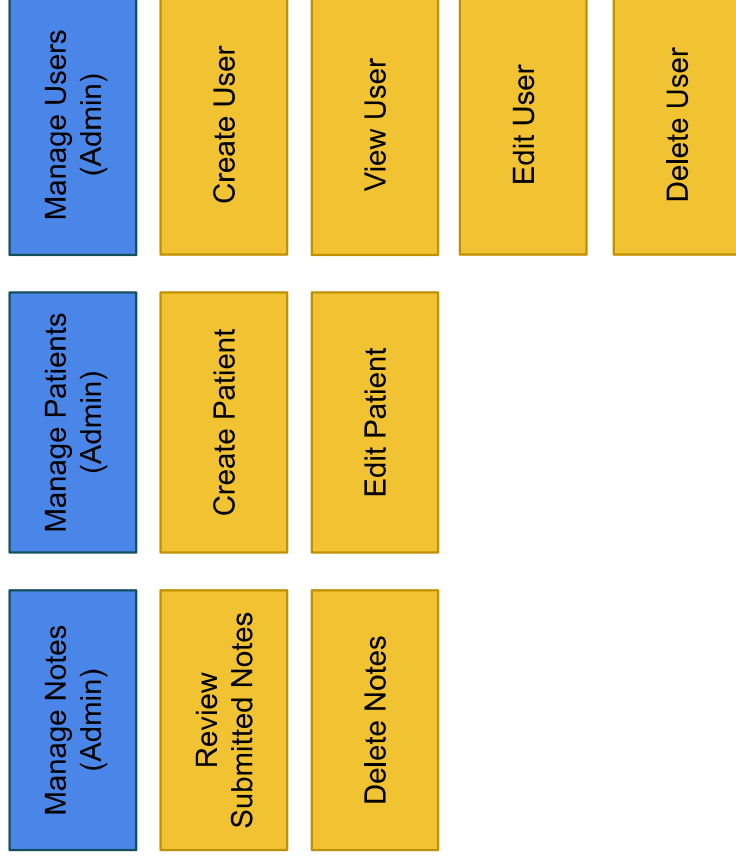 Manage Notes
(Admin)
Review
Submitted Notes
Delete Notes
Manage Patients
(Admin)
Create Patient
Edit Patient
Manage Users
(Admin)
Create User
View User
Edit User
Delete User